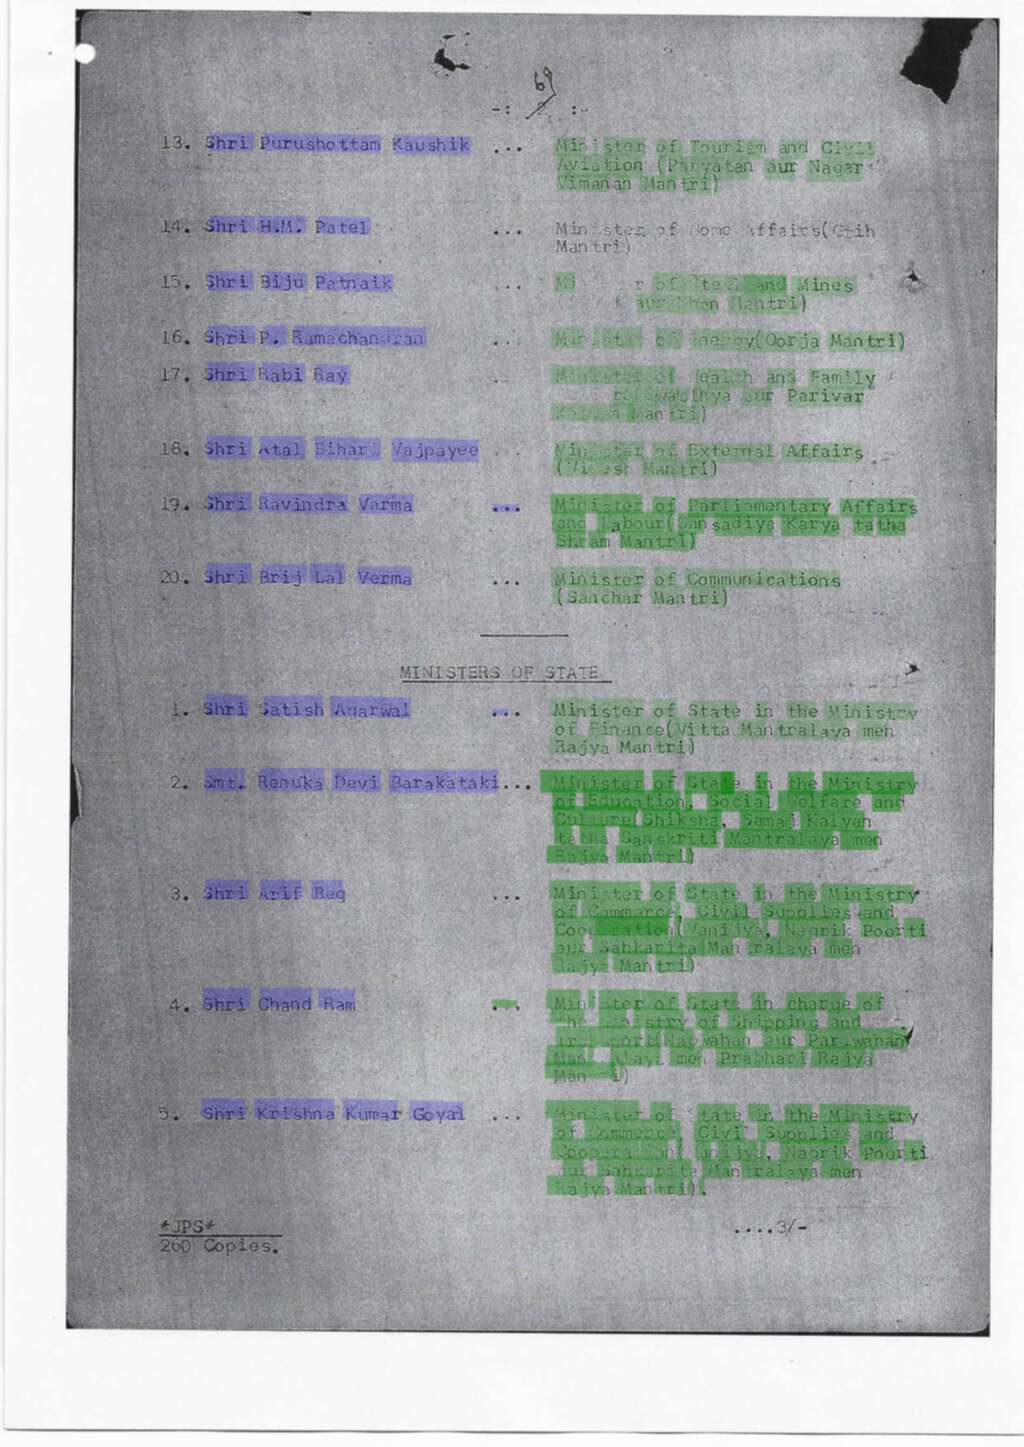 69
-: 2 :-
13. Shri Purushottam Kaushik ... Minister of Tourism and Civil
Aviation (Paryatan aur Nagar
Vimanan Mantri)
14. Shri H.M. Patel ... Minister of Home Affairs(Grih
Mantri)
15. Shri Biju Patnaik ... Minister of Steel and Mines
aur Khan Mantri)
16. Shri P. Ramachandran ... Minister of Energy(Oorja Mantri)
17. Shri Rabi Ray ... Minister of Health and Family
aur Parivar
Kalyan Mantri)
18. Shri Atal Bihari Vajpayee ... Minister of External Affairs
(Videsh Mantri)
19. Shri Ravindra Varma ... Minister of Parliamentary Affairs
and Labour(Sansadiya Karya tatha
Shram Mantri)
20. Shri Brij Lal Verma ... Minister of Communications
(Sanchar Mantri)
MINISTERS OF STATE
1. Shri Satish Agarwal ... Minister of State in the Ministry
of Finance(Vitta Mantralaya men
Rajya Mantri)
2. Smt. Renuka Devi Barakataki... Minister of State in the Ministry
of Education, Social Welfare and
Culture(Shiksha, Samaj Kalyan
tatha Sanskriti Mantralaya men
Rajya Mantri)
3. Shri Arif Beg ... Minister of State in the Ministry
of Commerce, Civil Supplies and
Cooperation(Vanijya, Nagrik Poorti
aur Sahkarita Mantralaya men
Rajya Mantri)
4. Shri Chand Ram ... Minister of State in charge of
the Ministry of Shipping and
Transport(Nauwahan aur Pariwahan
Mantralaya men Prabhari Rajya
Mantri)
5. Shri Krishna Kumar Goyal ... Minister of State in the Ministry
of Commerce, Civil Supplies and
Cooperation(Vanijya, Nagrik Poorti
aur Sahkarita Mantralaya men
Rajya Mantri).
*JPS*
260 Copies.
....3/-